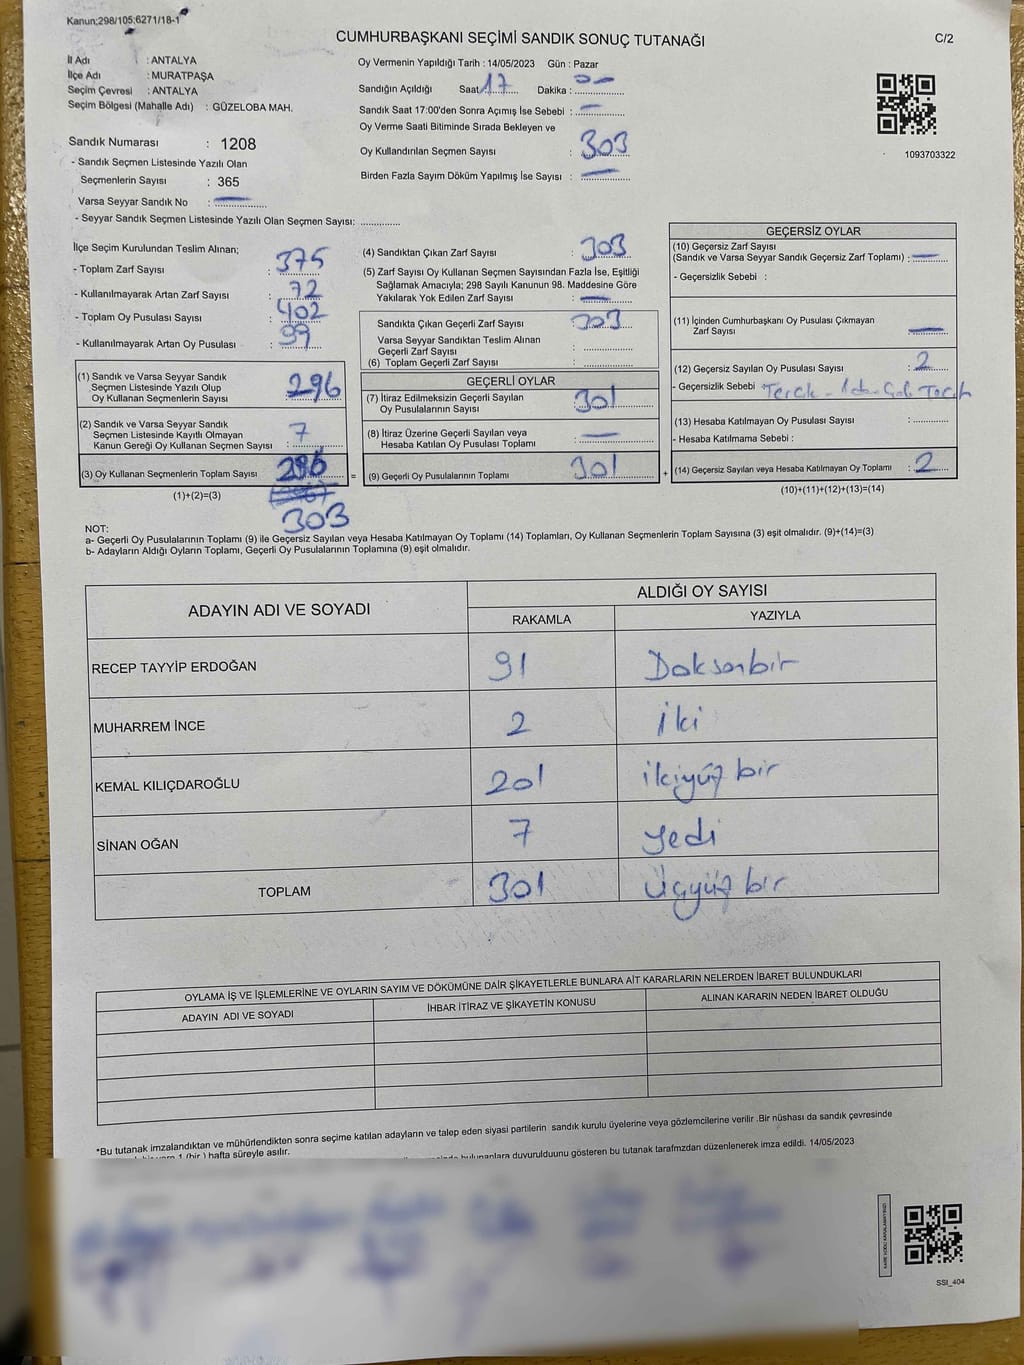 Kanun;298/105;6271/18-1
CUMHURBAŞKANI SEÇİMİ SANDIK SONUÇ TUTANAĞI
C/2
İl Adı : ANTALYA
İlçe Adı : MURATPAŞA
Seçim Çevresi : ANTALYA
Seçim Bölgesi (Mahalle Adı) : GÜZELOBA MAH.
Sandık Numarası : 1208
- Sandık Seçmen Listesinde Yazılı Olan
Seçmenlerin Sayısı : 365
Varsa Seyyar Sandık No :
- Seyyar Sandık Seçmen Listesinde Yazılı Olan Seçmen Sayısı:
Oy Vermenin Yapıldığı Tarih : 14/05/2023 Gün : Pazar
Sandığın Açıldığı Saat 17 Dakika :
Sandık Saat 17:00'den Sonra Açımış İse Sebebi : —
Oy Verme Saati Bitiminde Sırada Bekleyen ve
Oy Kullandırılan Seçmen Sayısı : 303
Birden Fazla Sayım Döküm Yapılmış İse Sayısı : —
1093703322
İlçe Seçim Kurulundan Teslim Alınan;
- Toplam Zarf Sayısı : 375
- Kullanılmayarak Artan Zarf Sayısı : 72
- Toplam Oy Pusulası Sayısı : 402
- Kullanılmayarak Artan Oy Pusulası : 99
(1) Sandık ve Varsa Seyyar Sandık
Seçmen Listesinde Yazılı Olup
Oy Kullanan Seçmenlerin Sayısı : 296
(2) Sandık ve Varsa Seyyar Sandık
Seçmen Listesinde Kayıtlı Olmayan
Kanun Gereği Oy Kullanan Seçmen Sayısı : 7
(3) Oy Kullanan Seçmenlerin Toplam Sayısı : 296 =
(1)+(2)=(3)
303
(4) Sandıktan Çıkan Zarf Sayısı : 303
(5) Zarf Sayısı Oy Kullanan Seçmen Sayısından Fazla İse, Eşitliği
Sağlamak Amacıyla; 298 Sayılı Kanunun 98. Maddesine Göre
Yakılarak Yok Edilen Zarf Sayısı : —
Sandıkta Çıkan Geçerli Zarf Sayısı : 303
Varsa Seyyar Sandıktan Teslim Alınan
Geçerli Zarf Sayısı :
(6) Toplam Geçerli Zarf Sayısı :
GEÇERLİ OYLAR
(7) İtiraz Edilmeksizin Geçerli Sayılan
Oy Pusulalarının Sayısı : 301
(8) İtiraz Üzerine Geçerli Sayılan veya
Hesaba Katılan Oy Pusulası Toplamı : —
(9) Geçerli Oy Pusulalarının Toplamı : 301 +
GEÇERSİZ OYLAR
(10) Geçersiz Zarf Sayısı
(Sandık ve Varsa Seyyar Sandık Geçersiz Zarf Toplamı) : —
- Geçersizlik Sebebi :
(11) İçinden Cumhurbaşkanı Oy Pusulası Çıkmayan
Zarf Sayısı —
(12) Geçersiz Sayılan Oy Pusulası Sayısı : 2
- Geçersizlik Sebebi :
(13) Hesaba Katılmayan Oy Pusulası Sayısı :
- Hesaba Katılmama Sebebi :
(14) Geçersiz Sayılan veya Hesaba Katılmayan Oy Toplamı : 2
(10)+(11)+(12)+(13)=(14)
NOT:
a- Geçerli Oy Pusulalarının Toplamı (9) ile Geçersiz Sayılan veya Hesaba Katılmayan Oy Toplamı (14) Toplamları, Oy Kullanan Seçmenlerin Toplam Sayısına (3) eşit olmalıdır. (9)+(14)=(3)
b- Adayların Aldığı Oyların Toplamı, Geçerli Oy Pusulalarının Toplamına (9) eşit olmalıdır.
ADAYIN ADI VE SOYADI
ALDIĞI OY SAYISI
RAKAMLA YAZIYLA
RECEP TAYYİP ERDOĞAN 91 Doksanbir
MUHARREM İNCE 2 İki
KEMAL KILIÇDAROĞLU 201 ikiyüz bir
SİNAN OĞAN 7 yedi
TOPLAM 301 Üçyüz bir
OYLAMA İŞ VE İŞLEMLERİNE VE OYLARIN SAYIM VE DÖKÜMÜNE DAİR ŞİKAYETLERLE BUNLARA AİT KARARLARIN NELERDEN İBARET BULUNDUKLARI
ADAYIN ADI VE SOYADI İHBAR İTİRAZ VE ŞİKAYETİN KONUSU ALINAN KARARIN NEDEN İBARET OLDUĞU
*Bu tutanak imzalandıktan ve mühürlendikten sonra seçime katılan adayların ve talep eden siyasi partilerin sandık kurulu üyelerine veya gözlemcilerine verilir .Bir nüshası da sandık çevresinde
1 (bir ) hafta süreyle asılır.
bulunanlara duyurulduunu gösteren bu tutanak tarafmzdan düzenlenerek imza edildi. 14/05/2023
SSI_404